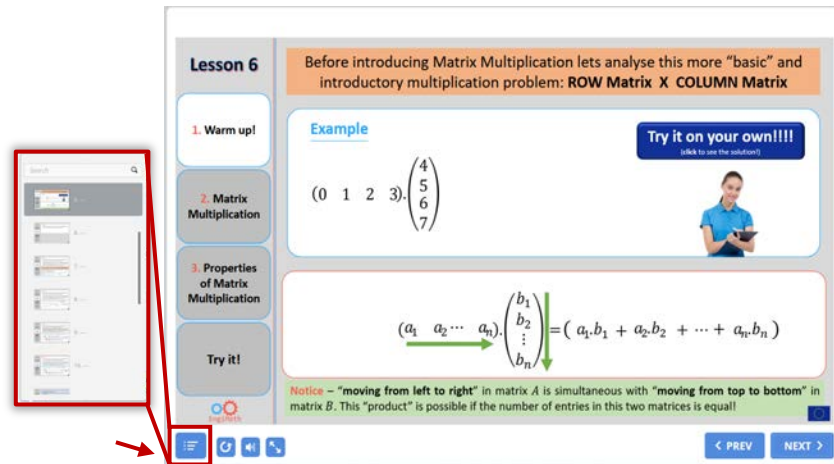 Lesson 6
Before introducing Matrix Multiplication lets analyse this more “basic” and
introductory multiplication problem: ROW Matrix X COLUMN Matrix
1. Warm up!
2. Matrix
Multiplication
3. Properties
of Matrix
Multiplication
Try it!
Example
Try it on your own!!!!
(click to see the solution!)
(0 1 2 3).(4
5
6
7)
(a₁ a₂ ⋯ aₙ).(b₁
b₂
⋮
bₙ)=( a₁.b₁ + a₂.b₂ + ⋯ + aₙ.bₙ )
Notice – “moving from left to right” in matrix A is simultaneous with “moving from top to bottom” in
matrix B. This “product” is possible if the number of entries in this two matrices is equal!
EngiMath
Search
< PREV
NEXT >